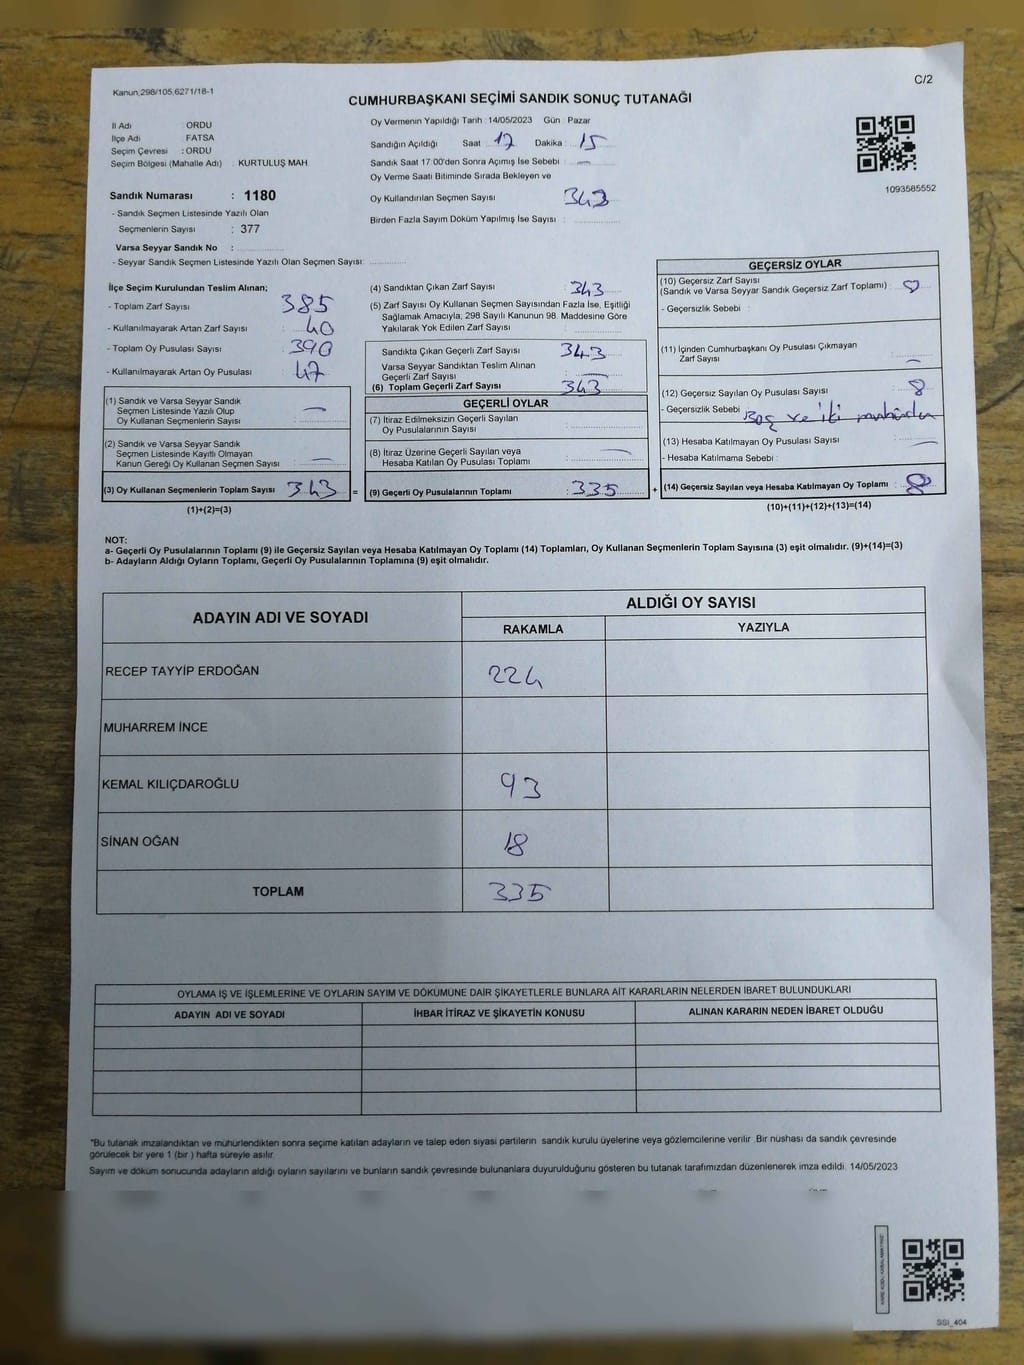 Kanun;298/105,6271/18-1
C/2
CUMHURBAŞKANI SEÇİMİ SANDIK SONUÇ TUTANAĞI
İl Adı ORDU
İlçe Adı FATSA
Seçim Çevresi : ORDU
Seçim Bölgesi (Mahalle Adı) : KURTULUŞ MAH
Sandık Numarası : 1180
- Sandık Seçmen Listesinde Yazılı Olan
Seçmenlerin Sayısı : 377
Varsa Seyyar Sandık No :
- Seyyar Sandık Seçmen Listesinde Yazılı Olan Seçmen Sayısı:
Oy Vermenin Yapıldığı Tarih : 14/05/2023 Gün : Pazar
Sandığın Açıldığı Saat : 17 Dakika : 15
Sandık Saat 17:00'den Sonra Açımış İse Sebebi : —
Oy Verme Saati Bitiminde Sırada Bekleyen ve
Oy Kullandırılan Seçmen Sayısı 343
Birden Fazla Sayım Döküm Yapılmış İse Sayısı :
1093585552
İlçe Seçim Kurulundan Teslim Alınan;
- Toplam Zarf Sayısı 385
- Kullanılmayarak Artan Zarf Sayısı 40
- Toplam Oy Pusulası Sayısı 390
- Kullanılmayarak Artan Oy Pusulası 47
(1) Sandık ve Varsa Seyyar Sandık
Seçmen Listesinde Yazılı Olup
Oy Kullanan Seçmenlerin Sayısı : —
(2) Sandık ve Varsa Seyyar Sandık
Seçmen Listesinde Kayıtlı Olmayan
Kanun Gereği Oy Kullanan Seçmen Sayısı : —
(3) Oy Kullanan Seçmenlerin Toplam Sayısı 343 =
(1)+(2)=(3)
(4) Sandıktan Çıkan Zarf Sayısı : 343
(5) Zarf Sayısı Oy Kullanan Seçmen Sayısından Fazla İse, Eşitliği
Sağlamak Amacıyla, 298 Sayılı Kanunun 98. Maddesine Göre
Yakılarak Yok Edilen Zarf Sayısı :
Sandıkta Çıkan Geçerli Zarf Sayısı 343
Varsa Seyyar Sandıktan Teslim Alınan
Geçerli Zarf Sayısı : —
(6) Toplam Geçerli Zarf Sayısı 343
GEÇERLİ OYLAR
(7) İtiraz Edilmeksizin Geçerli Sayılan
Oy Pusulalarının Sayısı :
(8) İtiraz Üzerine Geçerli Sayılan veya
Hesaba Katılan Oy Pusulası Toplamı : —
(9) Geçerli Oy Pusulalarının Toplamı : 335 +
GEÇERSİZ OYLAR
(10) Geçersiz Zarf Sayısı
(Sandık ve Varsa Seyyar Sandık Geçersiz Zarf Toplamı) :
- Geçersizlik Sebebi :
(11) İçinden Cumhurbaşkanı Oy Pusulası Çıkmayan
Zarf Sayısı : —
(12) Geçersiz Sayılan Oy Pusulası Sayısı : 8
- Geçersizlik Sebebi : Boş ve iki
(13) Hesaba Katılmayan Oy Pusulası Sayısı : —
- Hesaba Katılmama Sebebi :
(14) Geçersiz Sayılan veya Hesaba Katılmayan Oy Toplamı : 8
(10)+(11)+(12)+(13)=(14)
NOT:
a- Geçerli Oy Pusulalarının Toplamı (9) ile Geçersiz Sayılan veya Hesaba Katılmayan Oy Toplamı (14) Toplamları, Oy Kullanan Seçmenlerin Toplam Sayısına (3) eşit olmalıdır. (9)+(14)=(3)
b- Adayların Aldığı Oyların Toplamı, Geçerli Oy Pusulalarının Toplamına (9) eşit olmalıdır.
ADAYIN ADI VE SOYADI
ALDIĞI OY SAYISI
RAKAMLA YAZIYLA
RECEP TAYYİP ERDOĞAN 224
MUHARREM İNCE
KEMAL KILIÇDAROĞLU 93
SİNAN OĞAN 18
TOPLAM 335
OYLAMA İŞ VE İŞLEMLERİNE VE OYLARIN SAYIM VE DÖKÜMÜNE DAİR ŞİKAYETLERLE BUNLARA AİT KARARLARIN NELERDEN İBARET BULUNDUKLARI
ADAYIN ADI VE SOYADI İHBAR İTİRAZ VE ŞİKAYETİN KONUSU ALINAN KARARIN NEDEN İBARET OLDUĞU
*Bu tutanak imzalandıktan ve mühürlendikten sonra seçime katılan adayların ve talep eden siyasi partilerin sandık kurulu üyelerine veya gözlemcilerine verilir. Bir nüshası da sandık çevresinde
görülecek bir yere 1 (bir ) hafta süreyle asılır.
Sayım ve döküm sonucunda adayların aldığı oyların sayılarını ve bunların sandık çevresinde bulunanlara duyurulduğunu gösteren bu tutanak tarafımızdan düzenlenerek imza edildi. 14/05/2023
SSI_404